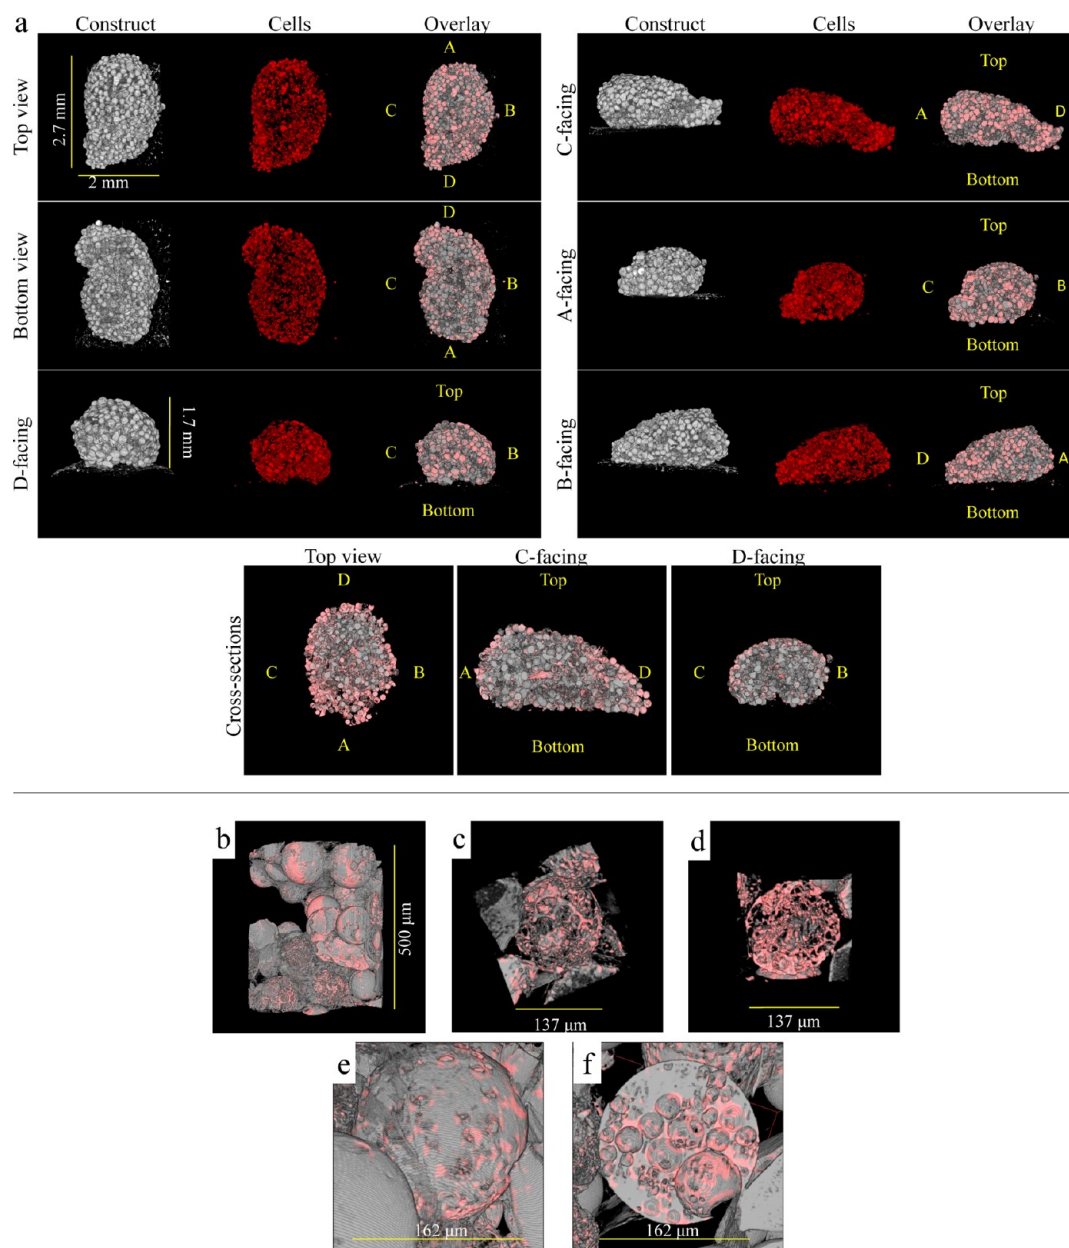 a
Construct Cells Overlay
Construct Cells Overlay
Top view
2.7 mm
2 mm
A
C B
D
C-facing
Top
A D
Bottom
Bottom view
D
C B
A
A-facing
Top
C B
Bottom
D-facing
1.7 mm
Top
C B
Bottom
B-facing
Top
D A
Bottom
Cross-sections
Top view C-facing D-facing
D
C B
A
Top
A D
Bottom
Top
C B
Bottom
b
500 μm
c
137 μm
d
137 μm
e
162 μm
f
162 μm